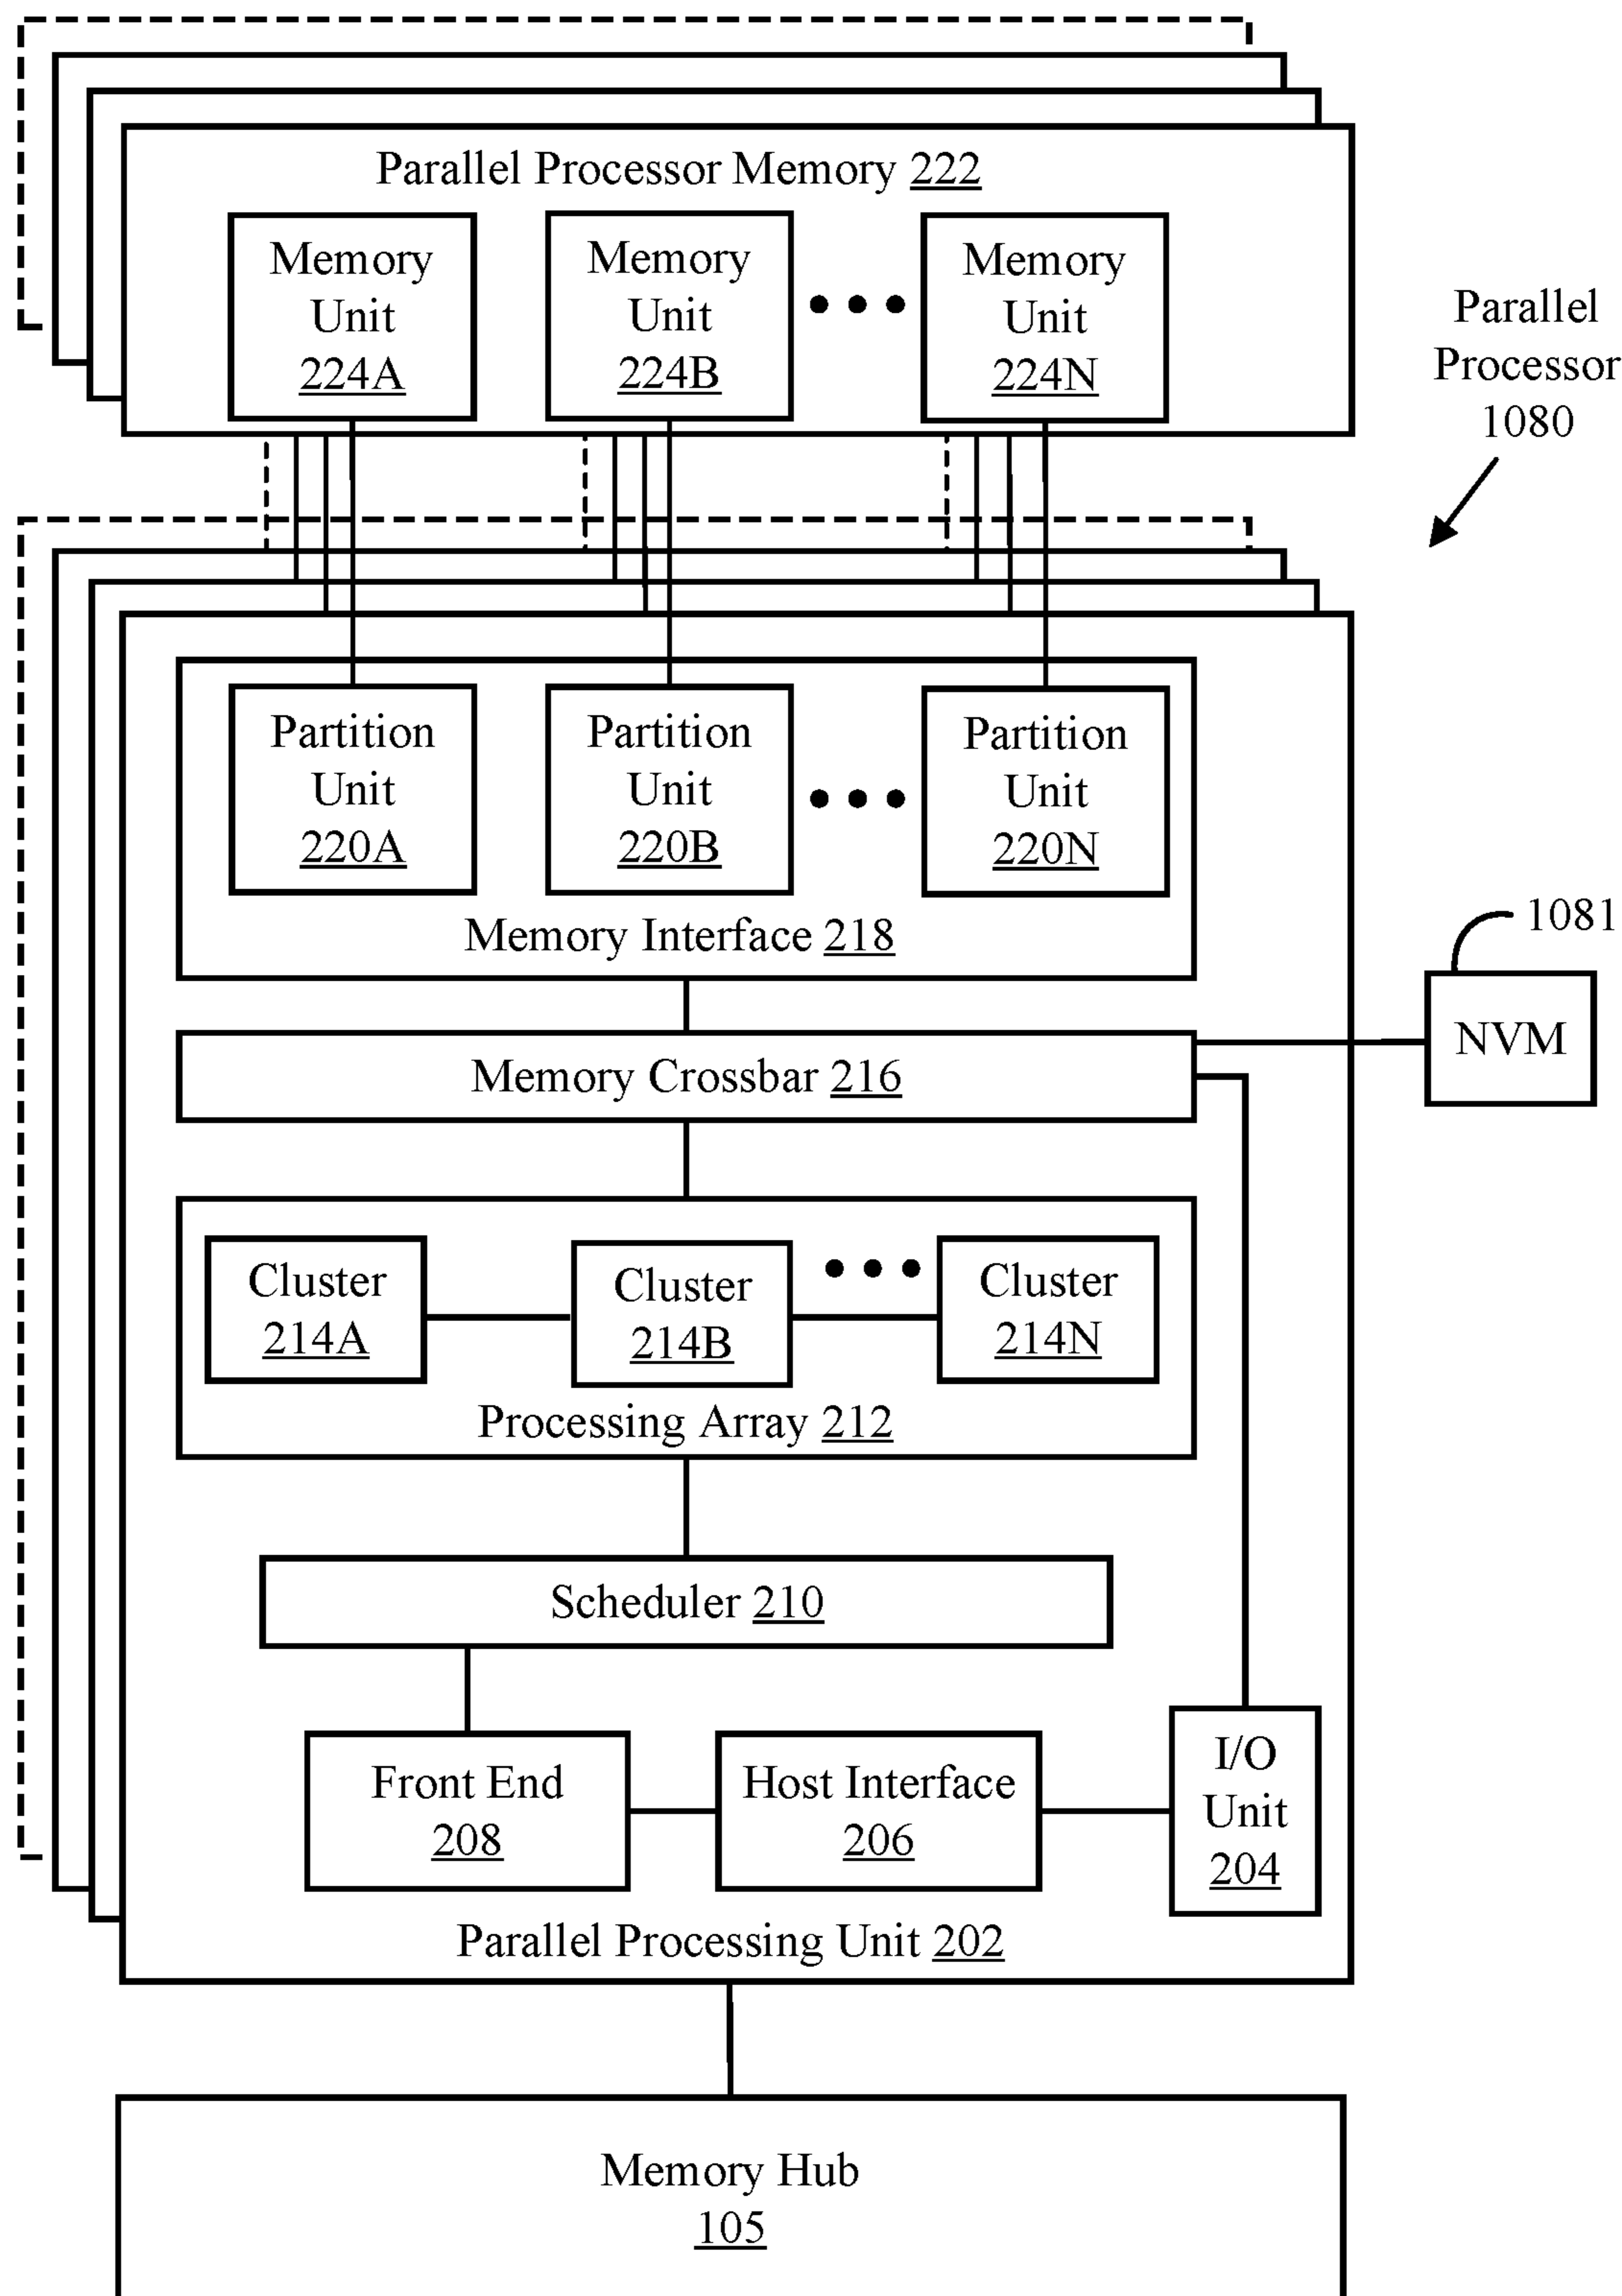 Parallel Processor Memory 222
Memory
Unit
224A
Memory
Unit
224B
Memory
Unit
224N
Parallel
Processor
1080
Partition
Unit
220A
Partition
Unit
220B
Partition
Unit
220N
Memory Interface 218
1081
NVM
Memory Crossbar 216
Cluster
214A
Cluster
214B
Cluster
214N
Processing Array 212
Scheduler 210
Front End
208
Host Interface
206
I/O
Unit
204
Parallel Processing Unit 202
Memory Hub
105